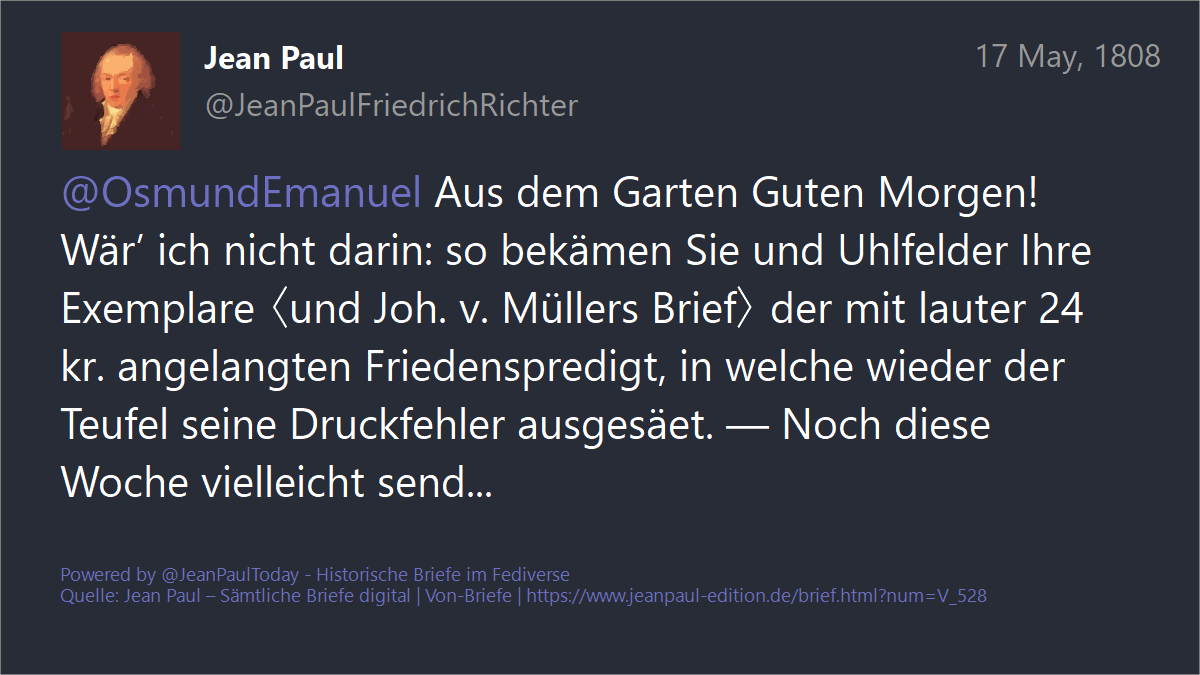 Jean Paul
17 May, 1808
@JeanPaulFriedrichRichter
@OsmundEmanuel Aus dem Garten Guten Morgen!
Wär’ ich nicht darin: so bekämen Sie und Uhlfelder Ihre
Exemplare 〈und Joh. v. Müllers Brief〉 der mit lauter 24
kr. angelangten Friedenspredigt, in welche wieder der
Teufel seine Druckfehler ausgesäet. — Noch diese
Woche vielleicht send...
Powered by @JeanPaulToday - Historische Briefe im Fediverse
Quelle: Jean Paul – Sämtliche Briefe digital | Von-Briefe | https://www.jeanpaul-edition.de/brief.html?num=V_528